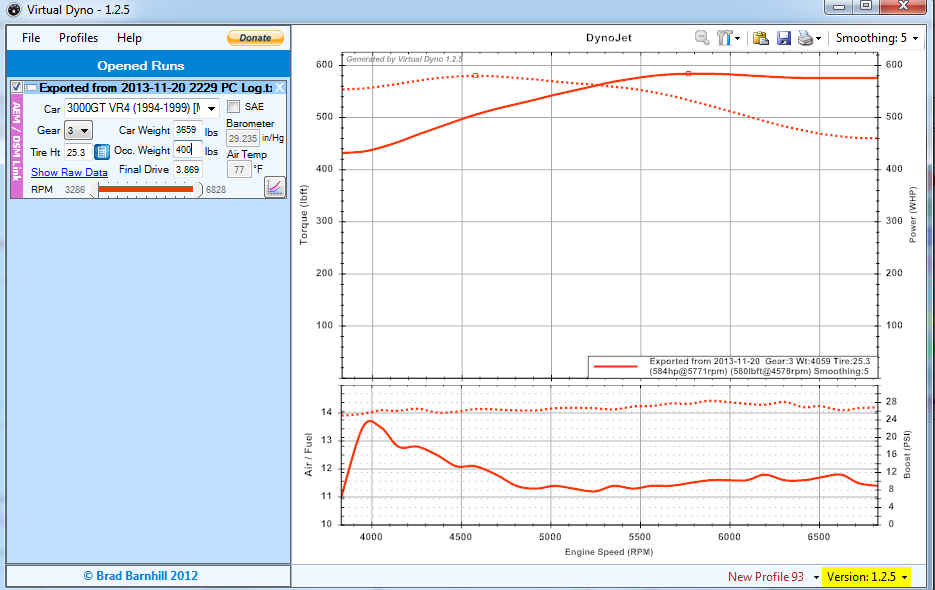 Virtual Dyno - 1.2.5
File Profiles Help Donate
Opened Runs
Exported from 2013-11-20 2229 PC Log.t: X
AEM / DSM Link
Car 3000GT VR4 (1994-1999) [M SAE
Gear 3 Car Weight 3659 lbs Barometer
29.235 in/Hg
Tire Ht 25.3 Occ. Weight 400 lbs Air Temp
Show Raw Data Final Drive 3.869 77 °F
RPM 3286 6828
© Brad Barnhill 2012
DynoJet
Smoothing: 5
Generated by Virtual Dyno 1.2.5
Torque (lbft)
600
500
400
300
200
100
600
500
400
300
200
100
Power (WHP)
Exported from 2013-11-20 Gear:3 Wt:4059 Tire:25.3
(584hp@5771rpm) (580lbft@4578rpm) Smoothing:5
Air / Fuel
14
13
12
11
10
28
24
20
16
12
8
4
0
Boost (PSI)
4000 4500 5000 5500 6000 6500
Engine Speed (RPM)
New Profile 93 Version: 1.2.5